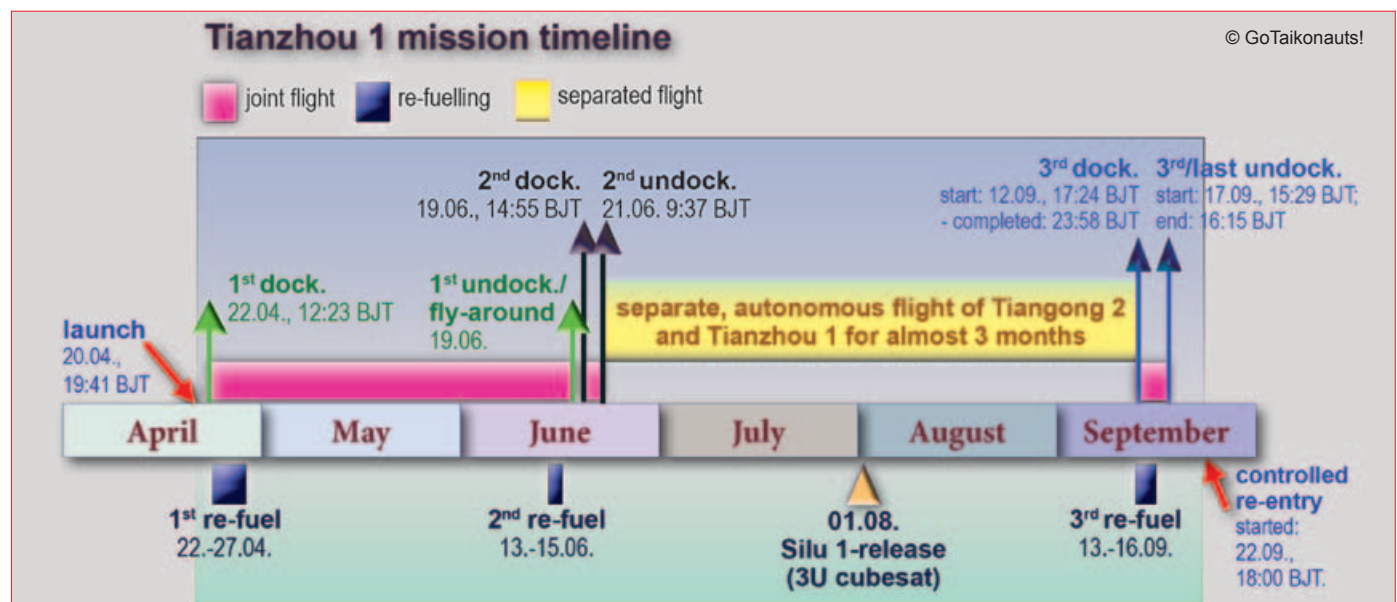 Tianzhou 1 mission timeline
© GoTaikonauts!
joint flight
re-fuelling
separated flight
2nd dock.
19.06., 14:55 BJT
2nd undock.
21.06. 9:37 BJT
3rd dock.
start: 12.09., 17:24 BJT
- completed: 23:58 BJT
3rd/last undock.
start: 17.09., 15:29 BJT;
end: 16:15 BJT
1st dock.
22.04., 12:23 BJT
1st undock./
fly-around
19.06.
separate, autonomous flight of Tiangong 2
and Tianzhou 1 for almost 3 months
launch
20.04.,
19:41 BJT
April
May
June
July
August
September
1st re-fuel
22.-27.04.
2nd re-fuel
13.-15.06.
01.08.
Silu 1-release
(3U cubesat)
3rd re-fuel
13.-16.09.
controlled
re-entry
started:
22.09.,
18:00 BJT.